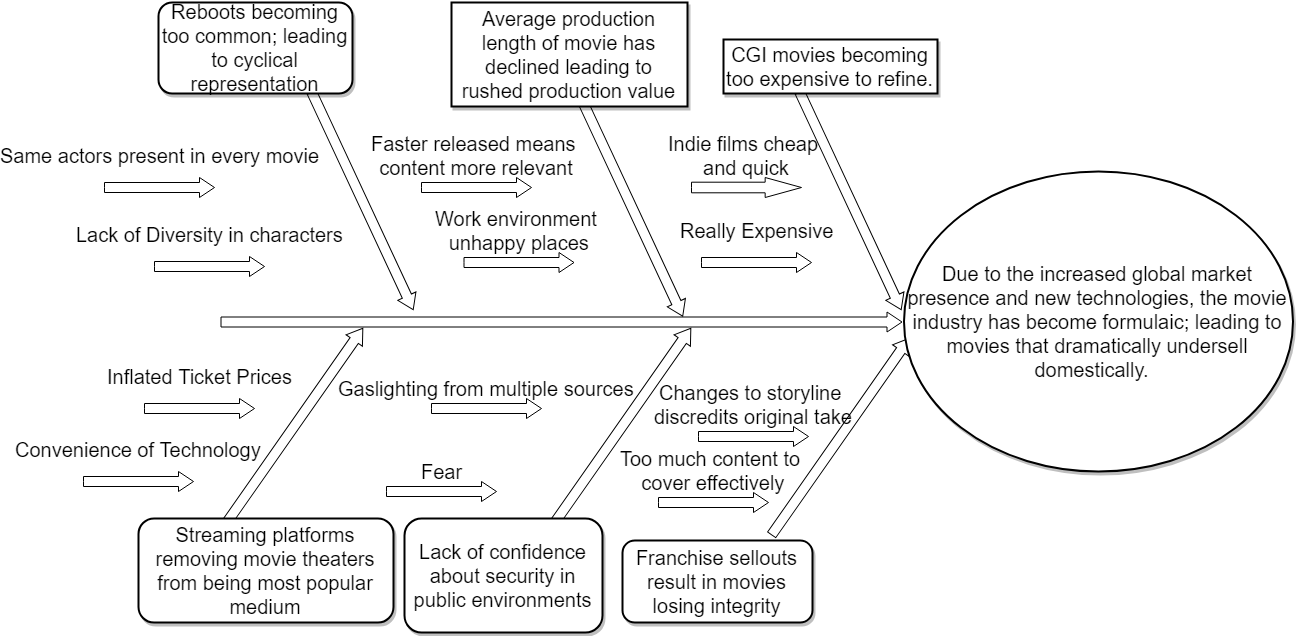 Reboots becoming
too common; leading
to cyclical
representation
Average production
length of movie has
declined leading to
rushed production value
CGI movies becoming
too expensive to refine.
Same actors present in every movie
Lack of Diversity in characters
Faster released means
content more relevant
Work environment
unhappy places
Indie films cheap
and quick
Really Expensive
Due to the increased global market
presence and new technologies, the movie
industry has become formulaic; leading to
movies that dramatically undersell
domestically.
Inflated Ticket Prices
Convenience of Technology
Gaslighting from multiple sources
Fear
Changes to storyline
discredits original take
Too much content to
cover effectively
Streaming platforms
removing movie theaters
from being most popular
medium
Lack of confidence
about security in
public environments
Franchise sellouts
result in movies
losing integrity